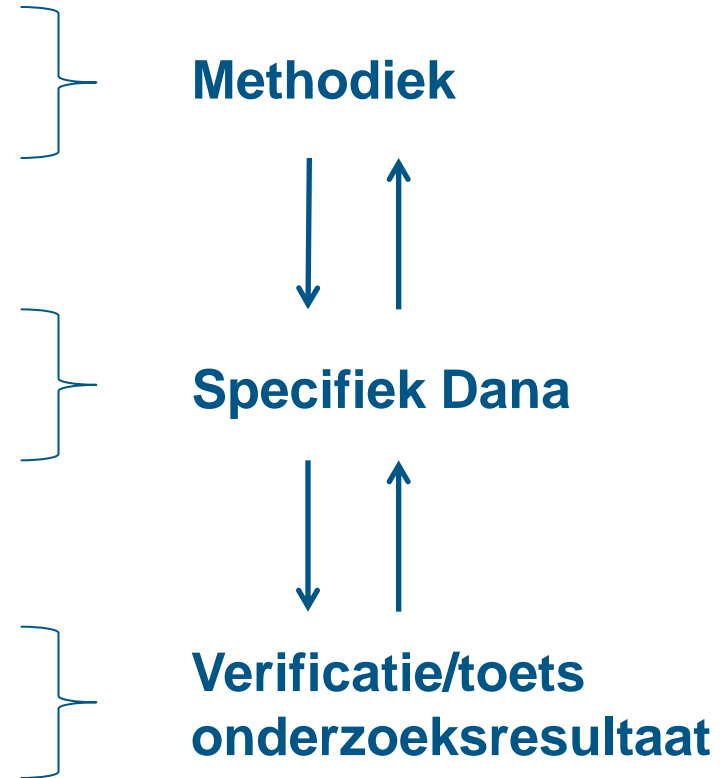 Methodiek
Specifiek Dana
Verificatie/toets
onderzoeksresultaat